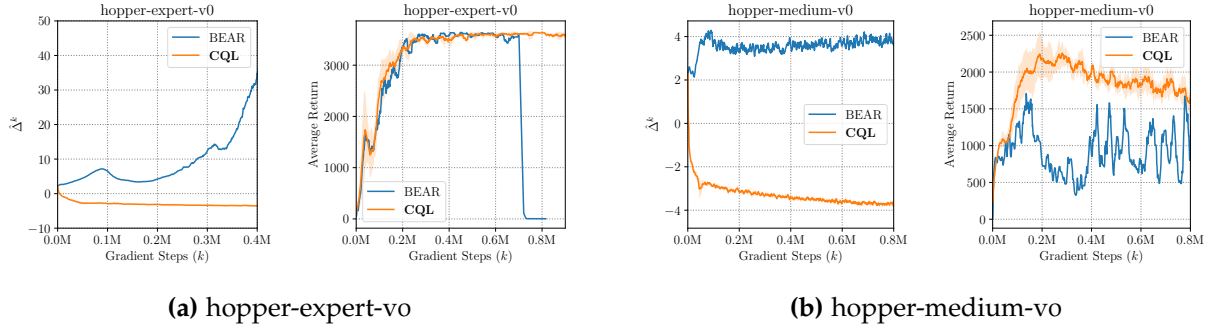 hopper-expert-v0
50
40
30
20
10
0
−10
Δ̂ᵏ
BEAR
CQL
0.0M 0.1M 0.2M 0.3M 0.4M
Gradient Steps (k)
hopper-expert-v0
3000
2000
1000
0
Average Return
BEAR
CQL
0.0M 0.2M 0.4M 0.6M 0.8M
Gradient Steps (k)
(a) hopper-expert-v0
hopper-medium-v0
4
2
0
−2
−4
Δ̂ᵏ
BEAR
CQL
0.0M 0.2M 0.4M 0.6M 0.8M
Gradient Steps (k)
hopper-medium-v0
2500
2000
1500
1000
500
0
Average Return
BEAR
CQL
0.0M 0.2M 0.4M 0.6M 0.8M
Gradient Steps (k)
(b) hopper-medium-v0